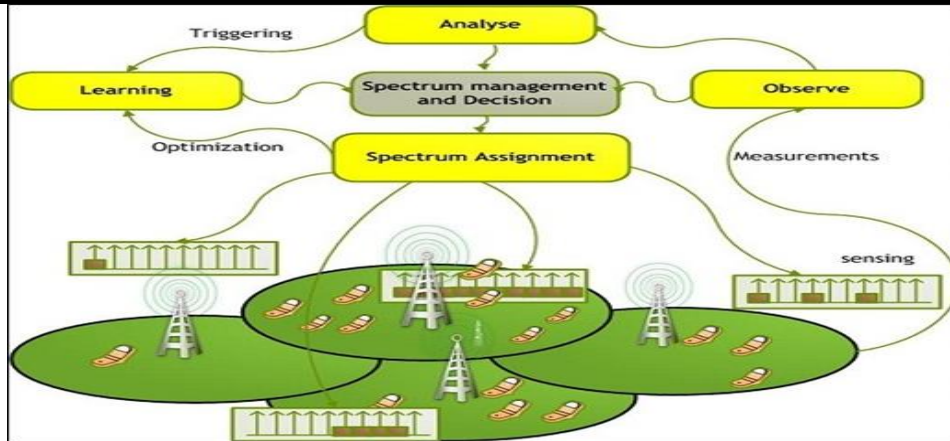 Analyse
Triggering
Learning
Spectrum management
and Decision
Observe
Optimization
Spectrum Assignment
Measurements
sensing